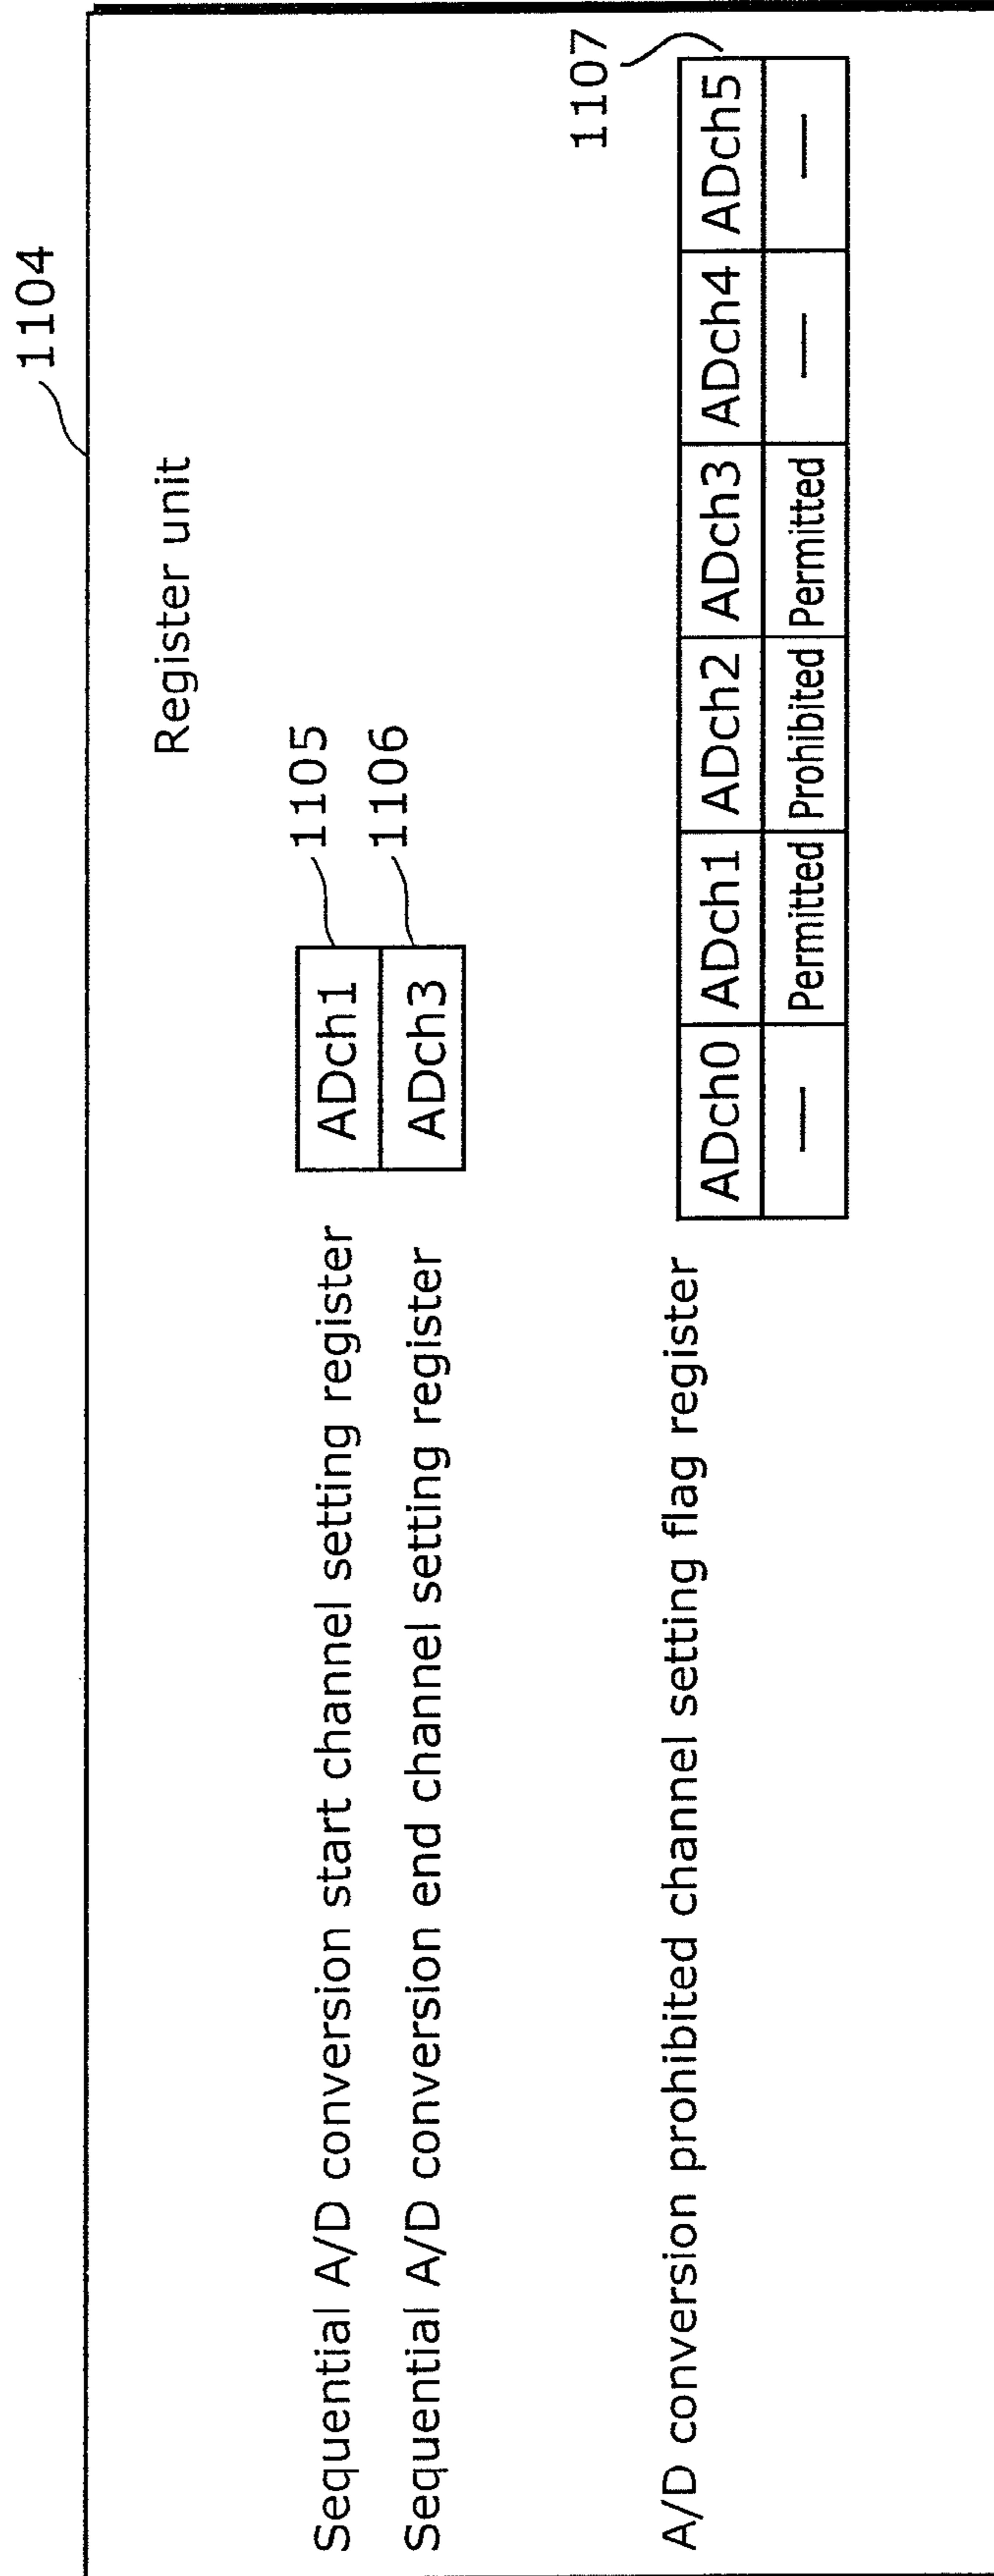 1104
Register unit
Sequential A/D conversion start channel setting register ADch1 1105
Sequential A/D conversion end channel setting register ADch3 1106
1107
A/D conversion prohibited channel setting flag register ADch0 ADch1 ADch2 ADch3 ADch4 ADch5
— Permitted Prohibited Permitted — —